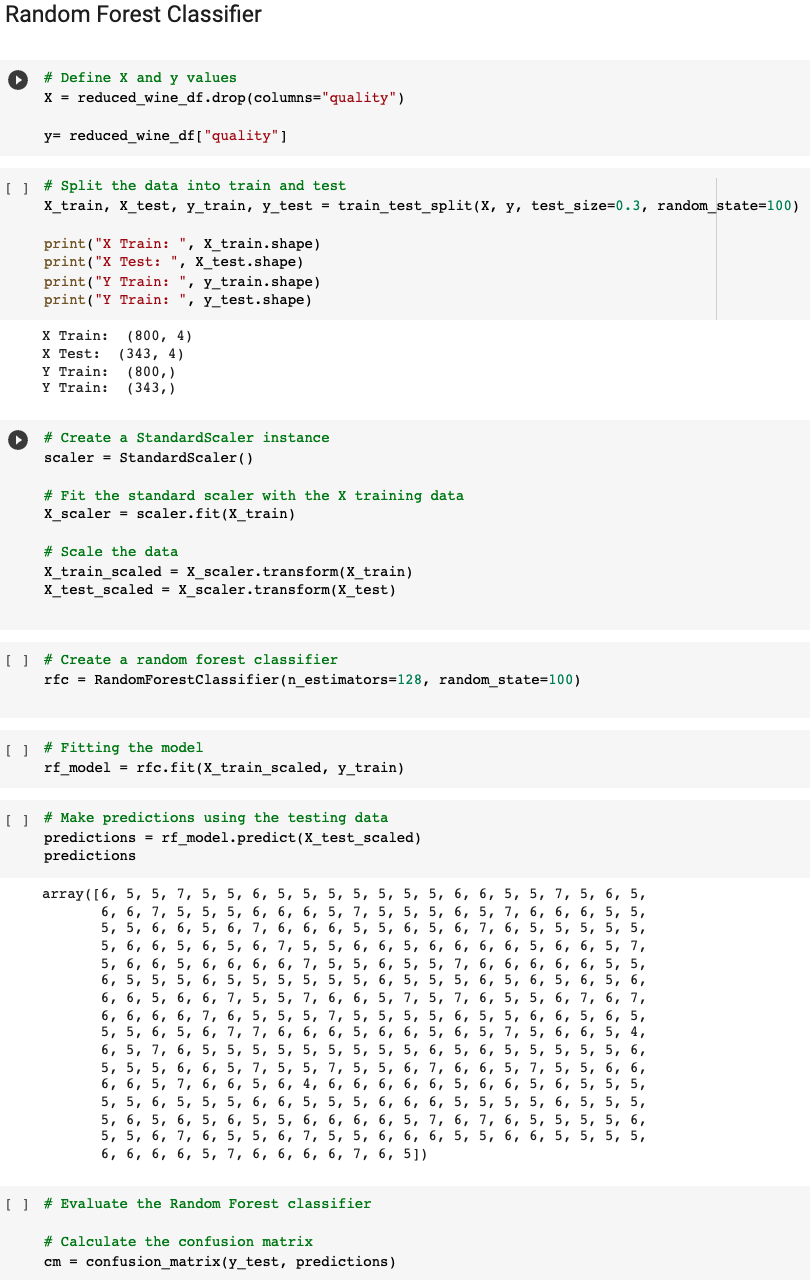 Random Forest Classifier
# Define X and y values
X = reduced_wine_df.drop(columns="quality")
y= reduced_wine_df["quality"]
[ ] # Split the data into train and test
X_train, X_test, y_train, y_test = train_test_split(X, y, test_size=0.3, random_state=100)
print("X Train: ", X_train.shape)
print("X Test: ", X_test.shape)
print("Y Train: ", y_train.shape)
print("Y Train: ", y_test.shape)
X Train:  (800, 4)
X Test:  (343, 4)
Y Train:  (800,)
Y Train:  (343,)
# Create a StandardScaler instance
scaler = StandardScaler()
# Fit the standard scaler with the X training data
X_scaler = scaler.fit(X_train)
# Scale the data
X_train_scaled = X_scaler.transform(X_train)
X_test_scaled = X_scaler.transform(X_test)
[ ] # Create a random forest classifier
rfc = RandomForestClassifier(n_estimators=128, random_state=100)
[ ] # Fitting the model
rf_model = rfc.fit(X_train_scaled, y_train)
[ ] # Make predictions using the testing data
predictions = rf_model.predict(X_test_scaled)
predictions
array([6, 5, 5, 7, 5, 5, 6, 5, 5, 5, 5, 5, 5, 5, 6, 6, 5, 5, 7, 5, 6, 5,
6, 6, 7, 5, 5, 5, 6, 6, 6, 5, 7, 5, 5, 5, 6, 5, 7, 6, 6, 6, 5, 5,
5, 5, 6, 6, 5, 6, 7, 6, 6, 6, 5, 5, 6, 5, 6, 7, 6, 5, 5, 5, 5, 5,
5, 6, 6, 5, 6, 5, 6, 7, 5, 5, 6, 6, 5, 6, 6, 6, 6, 5, 6, 6, 5, 7,
5, 6, 6, 5, 6, 6, 6, 6, 7, 5, 5, 6, 5, 5, 7, 6, 6, 6, 6, 6, 5, 5,
6, 5, 5, 5, 6, 5, 5, 5, 5, 5, 5, 6, 5, 5, 5, 6, 5, 6, 5, 6, 5, 6,
6, 6, 5, 6, 6, 7, 5, 5, 7, 6, 6, 5, 7, 5, 7, 6, 5, 5, 6, 7, 6, 7,
6, 6, 6, 6, 7, 6, 5, 5, 5, 7, 5, 5, 5, 5, 6, 5, 5, 6, 6, 5, 6, 5,
5, 5, 6, 5, 6, 7, 7, 6, 6, 6, 5, 6, 6, 5, 6, 5, 7, 5, 6, 6, 5, 4,
6, 5, 7, 6, 5, 5, 5, 5, 5, 5, 5, 5, 5, 6, 5, 6, 5, 5, 5, 5, 5, 6,
5, 5, 5, 6, 6, 5, 7, 5, 5, 7, 5, 5, 6, 7, 6, 6, 5, 7, 5, 5, 6, 6,
6, 6, 5, 7, 6, 6, 5, 6, 4, 6, 6, 6, 6, 6, 5, 6, 6, 5, 6, 5, 5, 5,
5, 5, 6, 5, 5, 5, 6, 6, 5, 5, 5, 6, 6, 6, 5, 5, 5, 5, 6, 5, 5, 5,
5, 6, 5, 6, 5, 6, 5, 5, 6, 6, 6, 6, 5, 7, 6, 7, 6, 5, 5, 5, 5, 6,
5, 5, 6, 7, 6, 5, 5, 6, 7, 5, 5, 6, 6, 6, 5, 5, 6, 6, 5, 5, 5, 5,
6, 6, 6, 6, 5, 7, 6, 6, 6, 6, 7, 6, 5])
[ ] # Evaluate the Random Forest classifier
# Calculate the confusion matrix
cm = confusion_matrix(y_test, predictions)